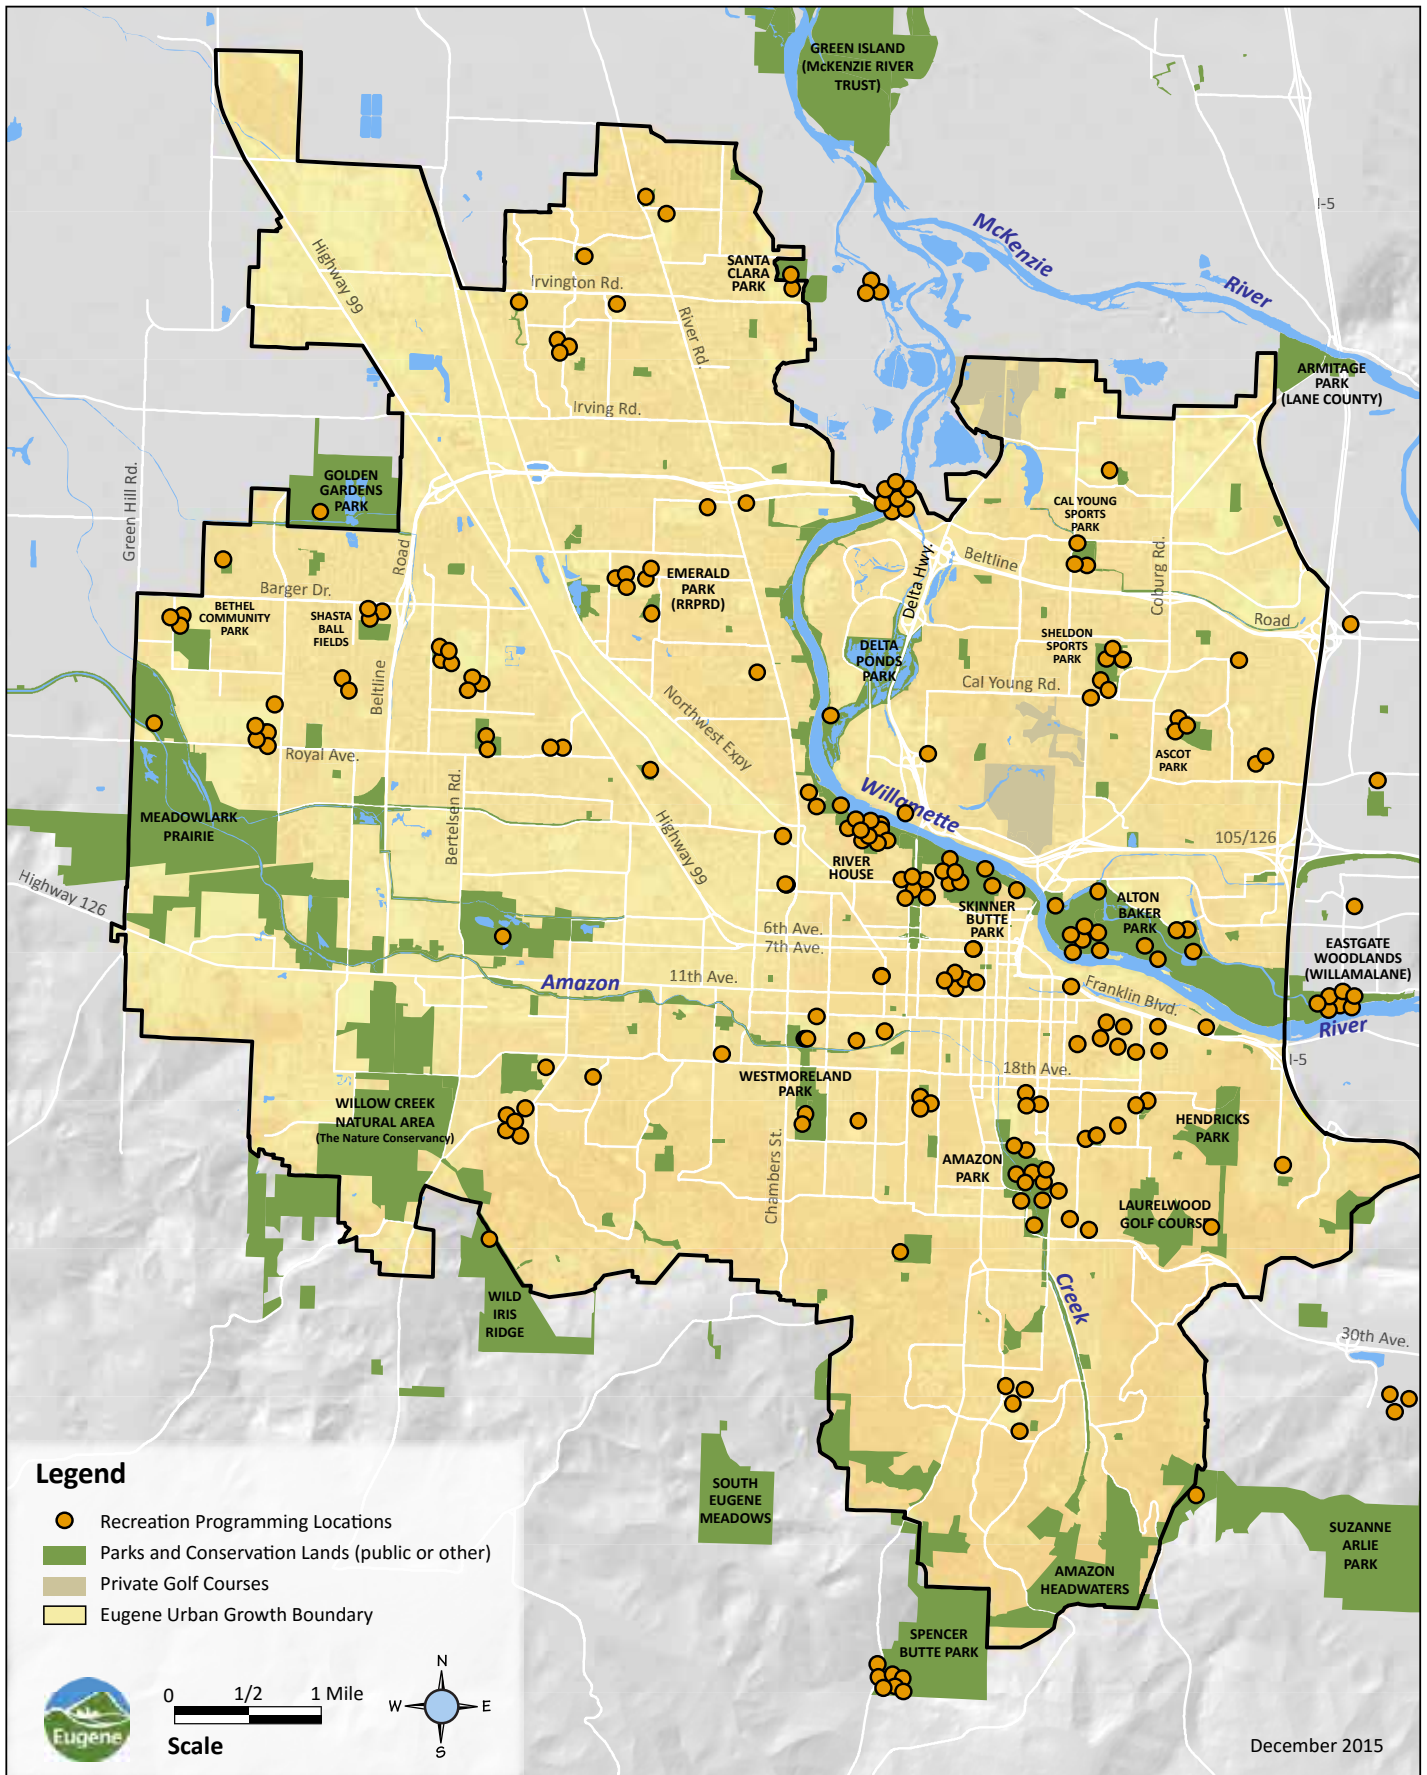 GREEN ISLAND
(McKENZIE RIVER
TRUST)
I-5
McKenzie
River
Highway 99
SANTA
CLARA
PARK
Irvington Rd.
River Rd.
ARMITAGE
PARK
(LANE COUNTY)
Irving Rd.
Green Hill Rd.
GOLDEN
GARDENS
PARK
CAL YOUNG
SPORTS
PARK
Beltline
Coburg Rd.
Road
Delta Hwy.
Barger Dr.
EMERALD
PARK
(RRPRD)
BETHEL
COMMUNITY
PARK
SHASTA
BALL
FIELDS
Road
SHELDON
SPORTS
PARK
DELTA
PONDS
PARK
Cal Young Rd.
Beltline
Northwest Expy
Royal Ave.
ASCOT
PARK
Willamette
MEADOWLARK
PRAIRIE
Bertelsen Rd.
Highway 99
105/126
RIVER
HOUSE
Highway 126
SKINNER
BUTTE
PARK
ALTON
BAKER
PARK
6th Ave.
7th Ave.
EASTGATE
WOODLANDS
(WILLAMALANE)
Amazon
11th Ave.
Franklin Blvd.
River
I-5
18th Ave.
WESTMORELAND
PARK
WILLOW CREEK
NATURAL AREA
(The Nature Conservancy)
HENDRICKS
PARK
Chambers St.
AMAZON
PARK
LAURELWOOD
GOLF COURSE
Creek
WILD
IRIS
RIDGE
30th Ave.
SOUTH
EUGENE
MEADOWS
SUZANNE
ARLIE
PARK
AMAZON
HEADWATERS
SPENCER
BUTTE PARK
Legend
Recreation Programming Locations
Parks and Conservation Lands (public or other)
Private Golf Courses
Eugene Urban Growth Boundary
Eugene
0 1/2 1 Mile
Scale
N
W E
S
December 2015